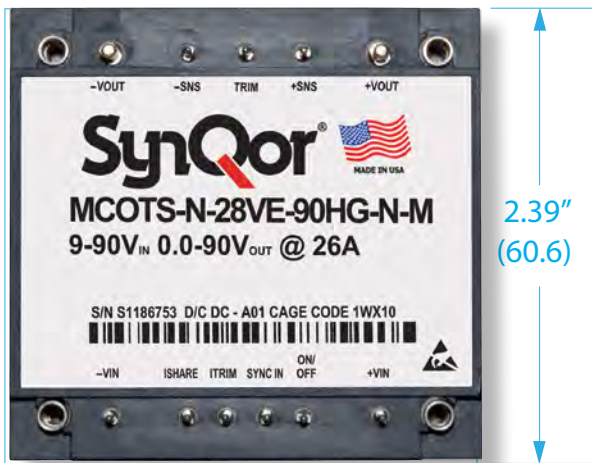 −VOUT −SNS TRIM +SNS +VOUT
SynQor®
MADE IN USA
MCOTS-N-28VE-90HG-N-M
9-90VIN 0.0-90VOUT @ 26A
2.39"
(60.6)
S/N S1186753 D/C DC - A01 CAGE CODE 1WX10
−VIN ISHARE ITRIM SYNC IN ON/
OFF +VIN